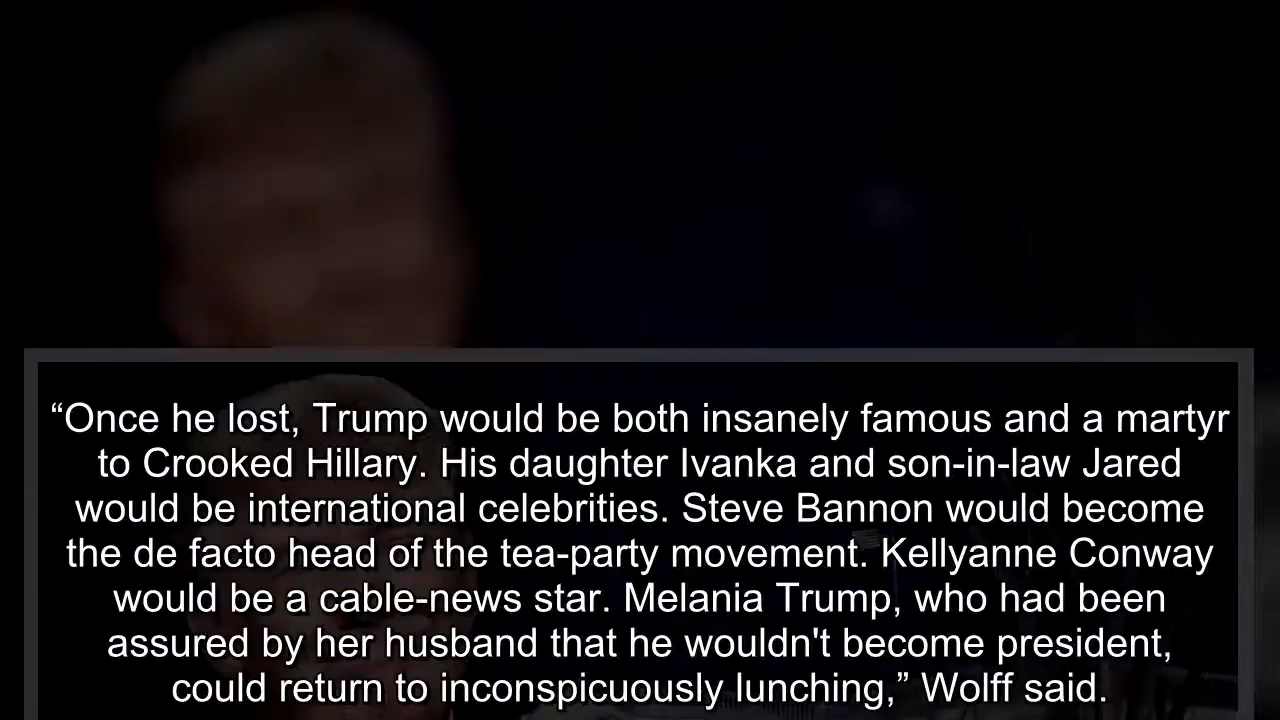 “Once he lost, Trump would be both insanely famous and a martyr
to Crooked Hillary. His daughter Ivanka and son-in-law Jared
would be international celebrities. Steve Bannon would become
the de facto head of the tea-party movement. Kellyanne Conway
would be a cable-news star. Melania Trump, who had been
assured by her husband that he wouldn't become president,
could return to inconspicuously lunching,” Wolff said.